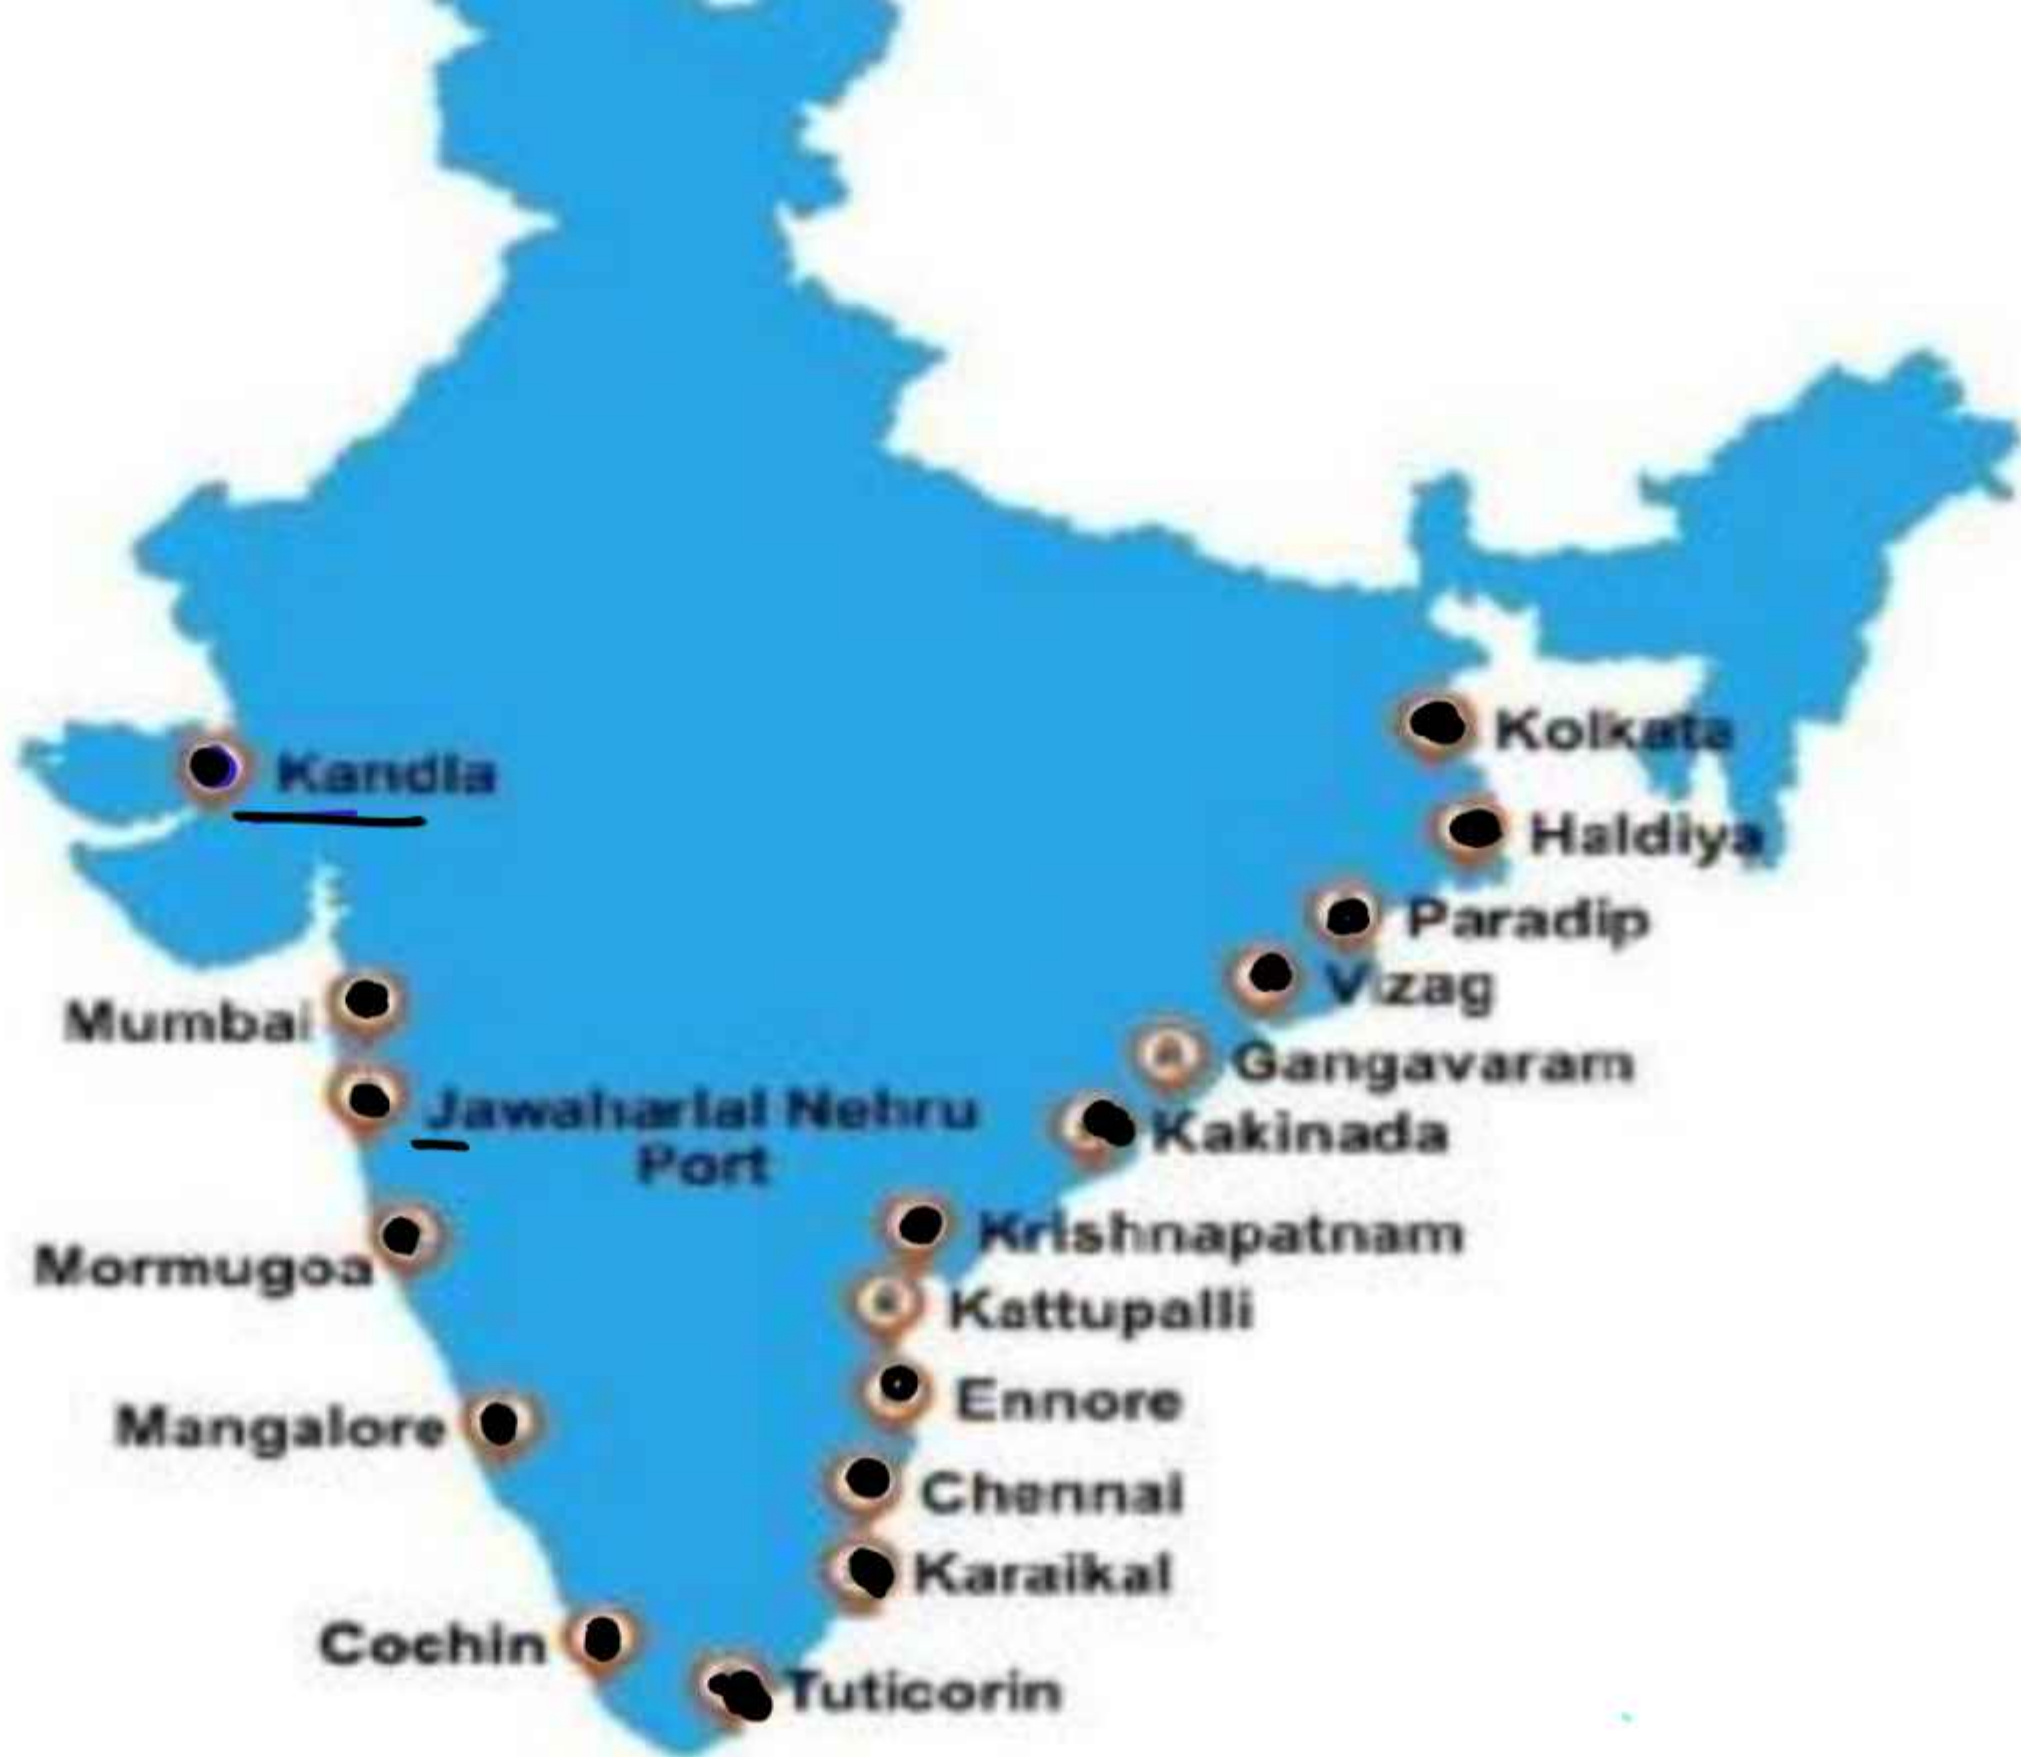 Kolkata
Kandla
Haldiya
Paradip
Vizag
Mumbai
Gangavaram
Jawaharlal Nehru
Port
Kakinada
Krishnapatnam
Mormugoa
Kattupalli
Ennore
Mangalore
Chennai
Karaikal
Cochin
Tuticorin